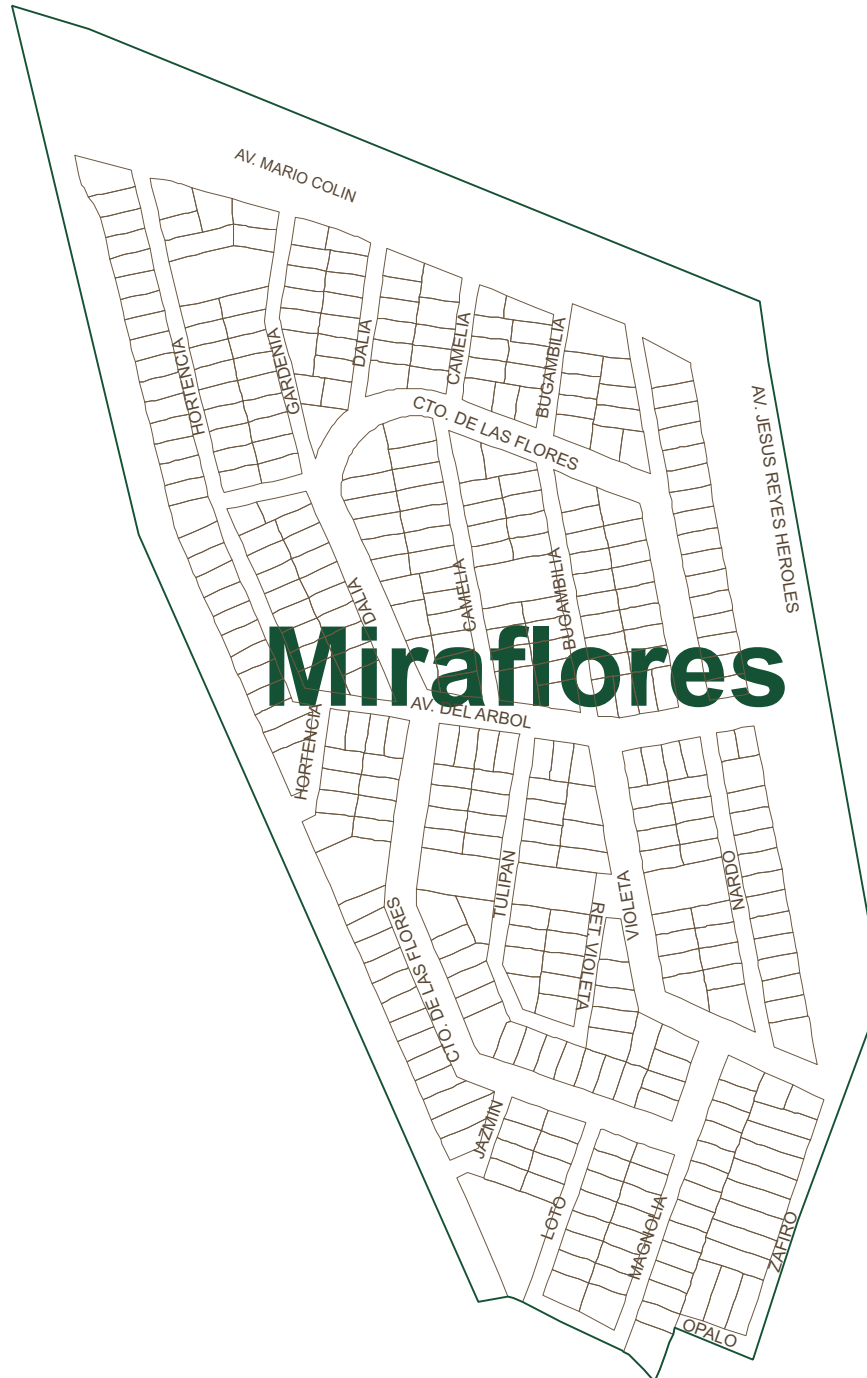 AV. MARIO COLIN
HORTENCIA
GARDENIA
DALIA
CAMELIA
BUGAMBILIA
CTO. DE LAS FLORES
AV. JESUS REYES HEROLES
DALIA
CAMELIA
BUGAMBILIA
Miraflores
AV. DEL ARBOL
HORTENCIA
TULIPAN
VIOLETA
RET. VIOLETA
NARDO
CTO. DE LAS FLORES
JAZMIN
LOTO
MAGNOLIA
ZAFIRO
OPALO